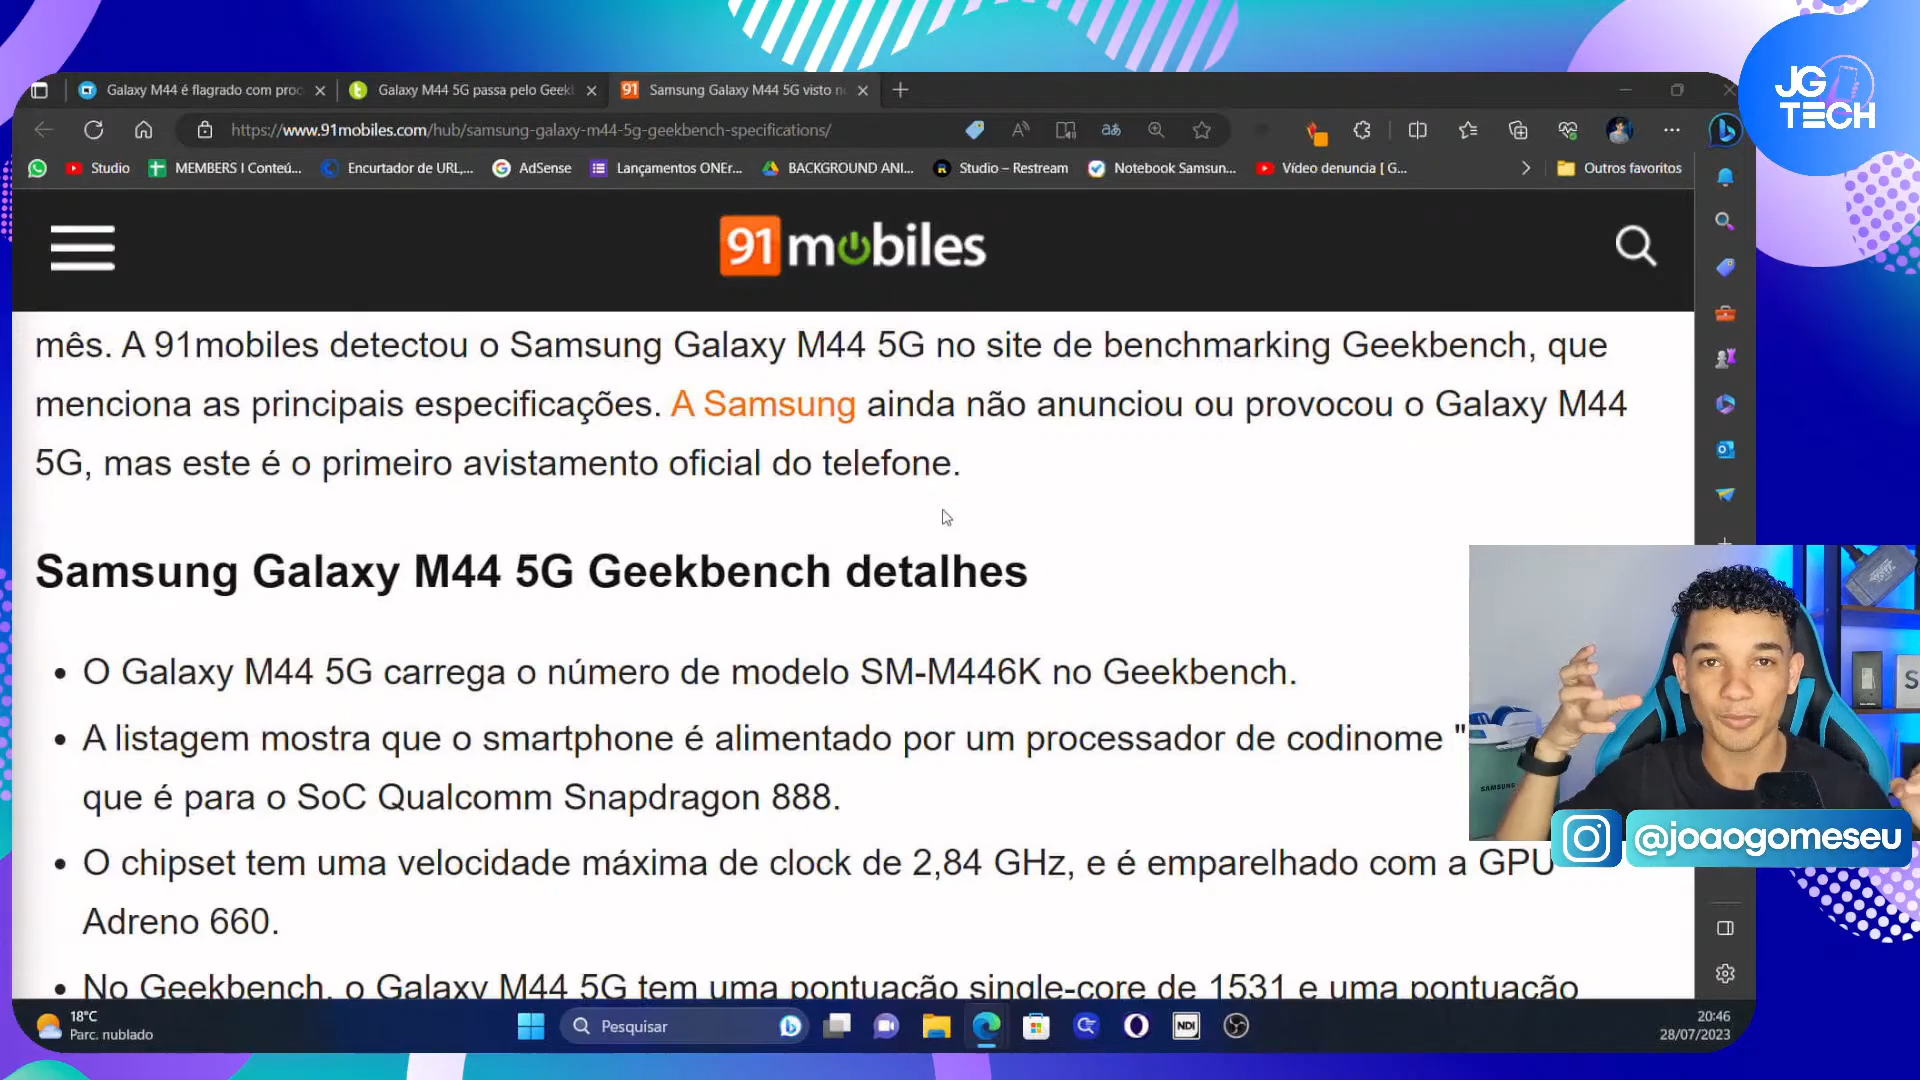 JG
TECH
Galaxy M44 é flagrado com proc
Galaxy M44 5G passa pelo Geekb
Samsung Galaxy M44 5G visto n
https://www.91mobiles.com/hub/samsung-galaxy-m44-5g-geekbench-specifications/
Studio
MEMBERS I Conteú...
Encurtador de URL,...
AdSense
Lançamentos ONEr...
BACKGROUND ANI...
Studio – Restream
Notebook Samsun...
Vídeo denuncia [ G...
Outros favoritos
91mobiles
mês. A 91mobiles detectou o Samsung Galaxy M44 5G no site de benchmarking Geekbench, que
menciona as principais especificações. A Samsung ainda não anunciou ou provocou o Galaxy M44
5G, mas este é o primeiro avistamento oficial do telefone.
Samsung Galaxy M44 5G Geekbench detalhes
• O Galaxy M44 5G carrega o número de modelo SM-M446K no Geekbench.
• A listagem mostra que o smartphone é alimentado por um processador de codinome "
que é para o SoC Qualcomm Snapdragon 888.
• O chipset tem uma velocidade máxima de clock de 2,84 GHz, e é emparelhado com a GPU
Adreno 660.
• No Geekbench, o Galaxy M44 5G tem uma pontuação single-core de 1531 e uma pontuação
SAMSUNG
@joaogomeseu
18°C
Parc. nublado
Pesquisar
NDI
20:46
28/07/2023